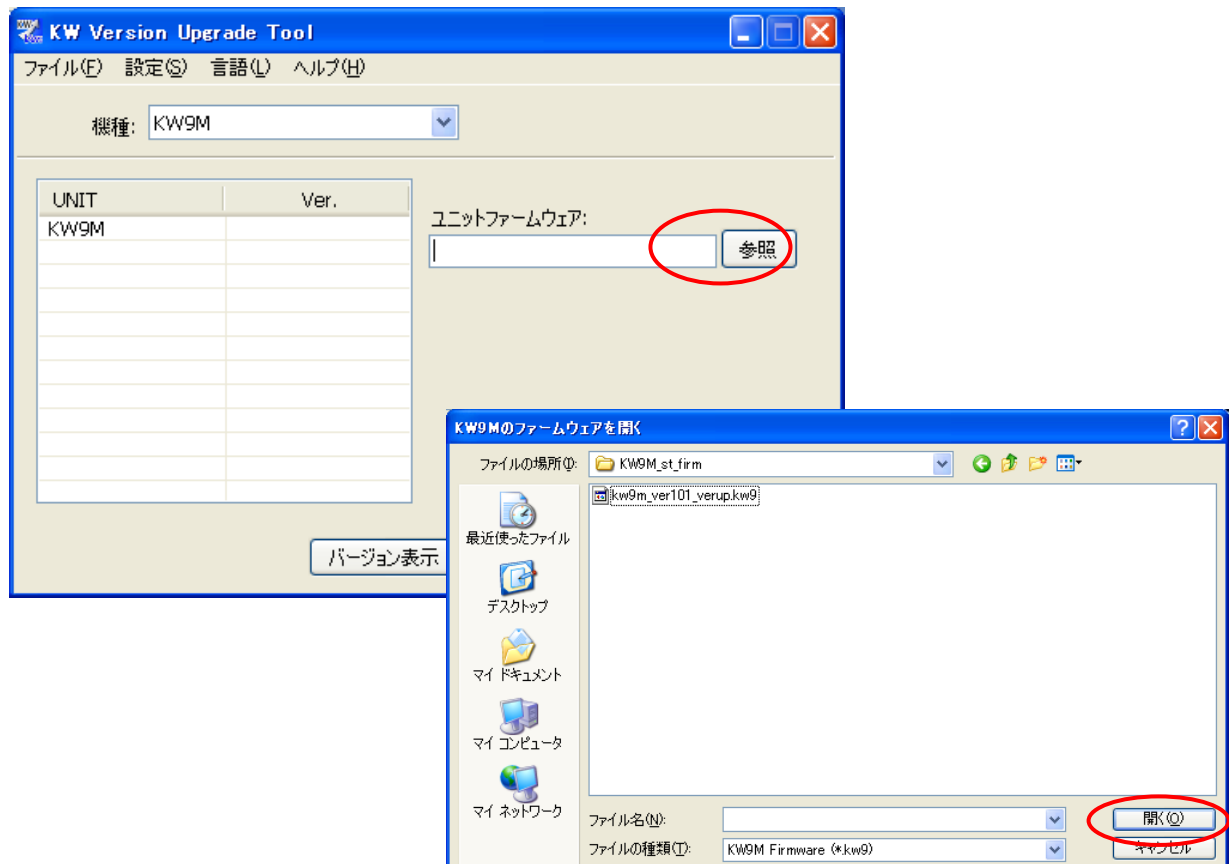 KW Version Upgrade Tool
ファイル(F) 設定(S) 言語(L) ヘルプ(H)
機種: KW9M
UNIT Ver.
KW9M
ユニットファームウェア:
参照
バージョン表示
KW9Mのファームウェアを開く
ファイルの場所(I): KW9M_st_firm
kw9m_ver101_verup.kw9
最近使ったファイル
デスクトップ
マイ ドキュメント
マイ コンピュータ
マイ ネットワーク
ファイル名(N):
開く(O)
ファイルの種類(T): KW9M Firmware (*.kw9)
キャンセル